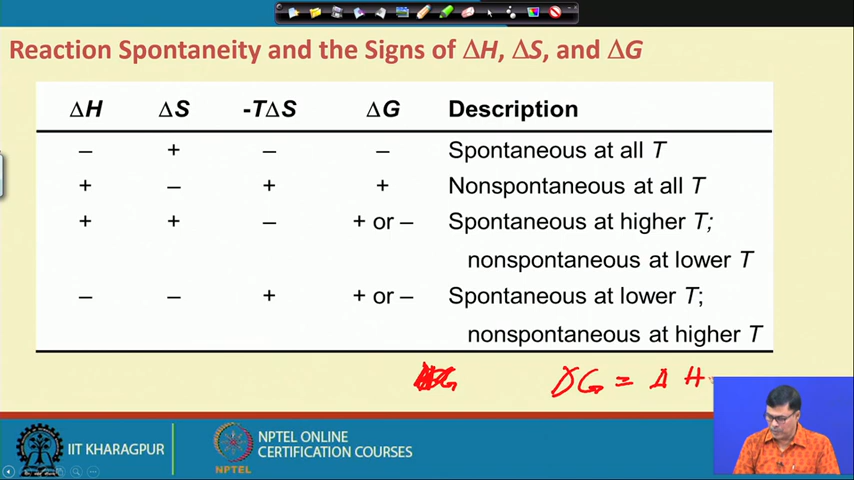 Reaction Spontaneity and the Signs of ΔH, ΔS, and ΔG
ΔH ΔS -TΔS ΔG Description
– + – – Spontaneous at all T
+ – + + Nonspontaneous at all T
+ + – + or – Spontaneous at higher T;
nonspontaneous at lower T
– – + + or – Spontaneous at lower T;
nonspontaneous at higher T
ΔG = Δ H
IIT KHARAGPUR
NPTEL
NPTEL ONLINE
CERTIFICATION COURSES